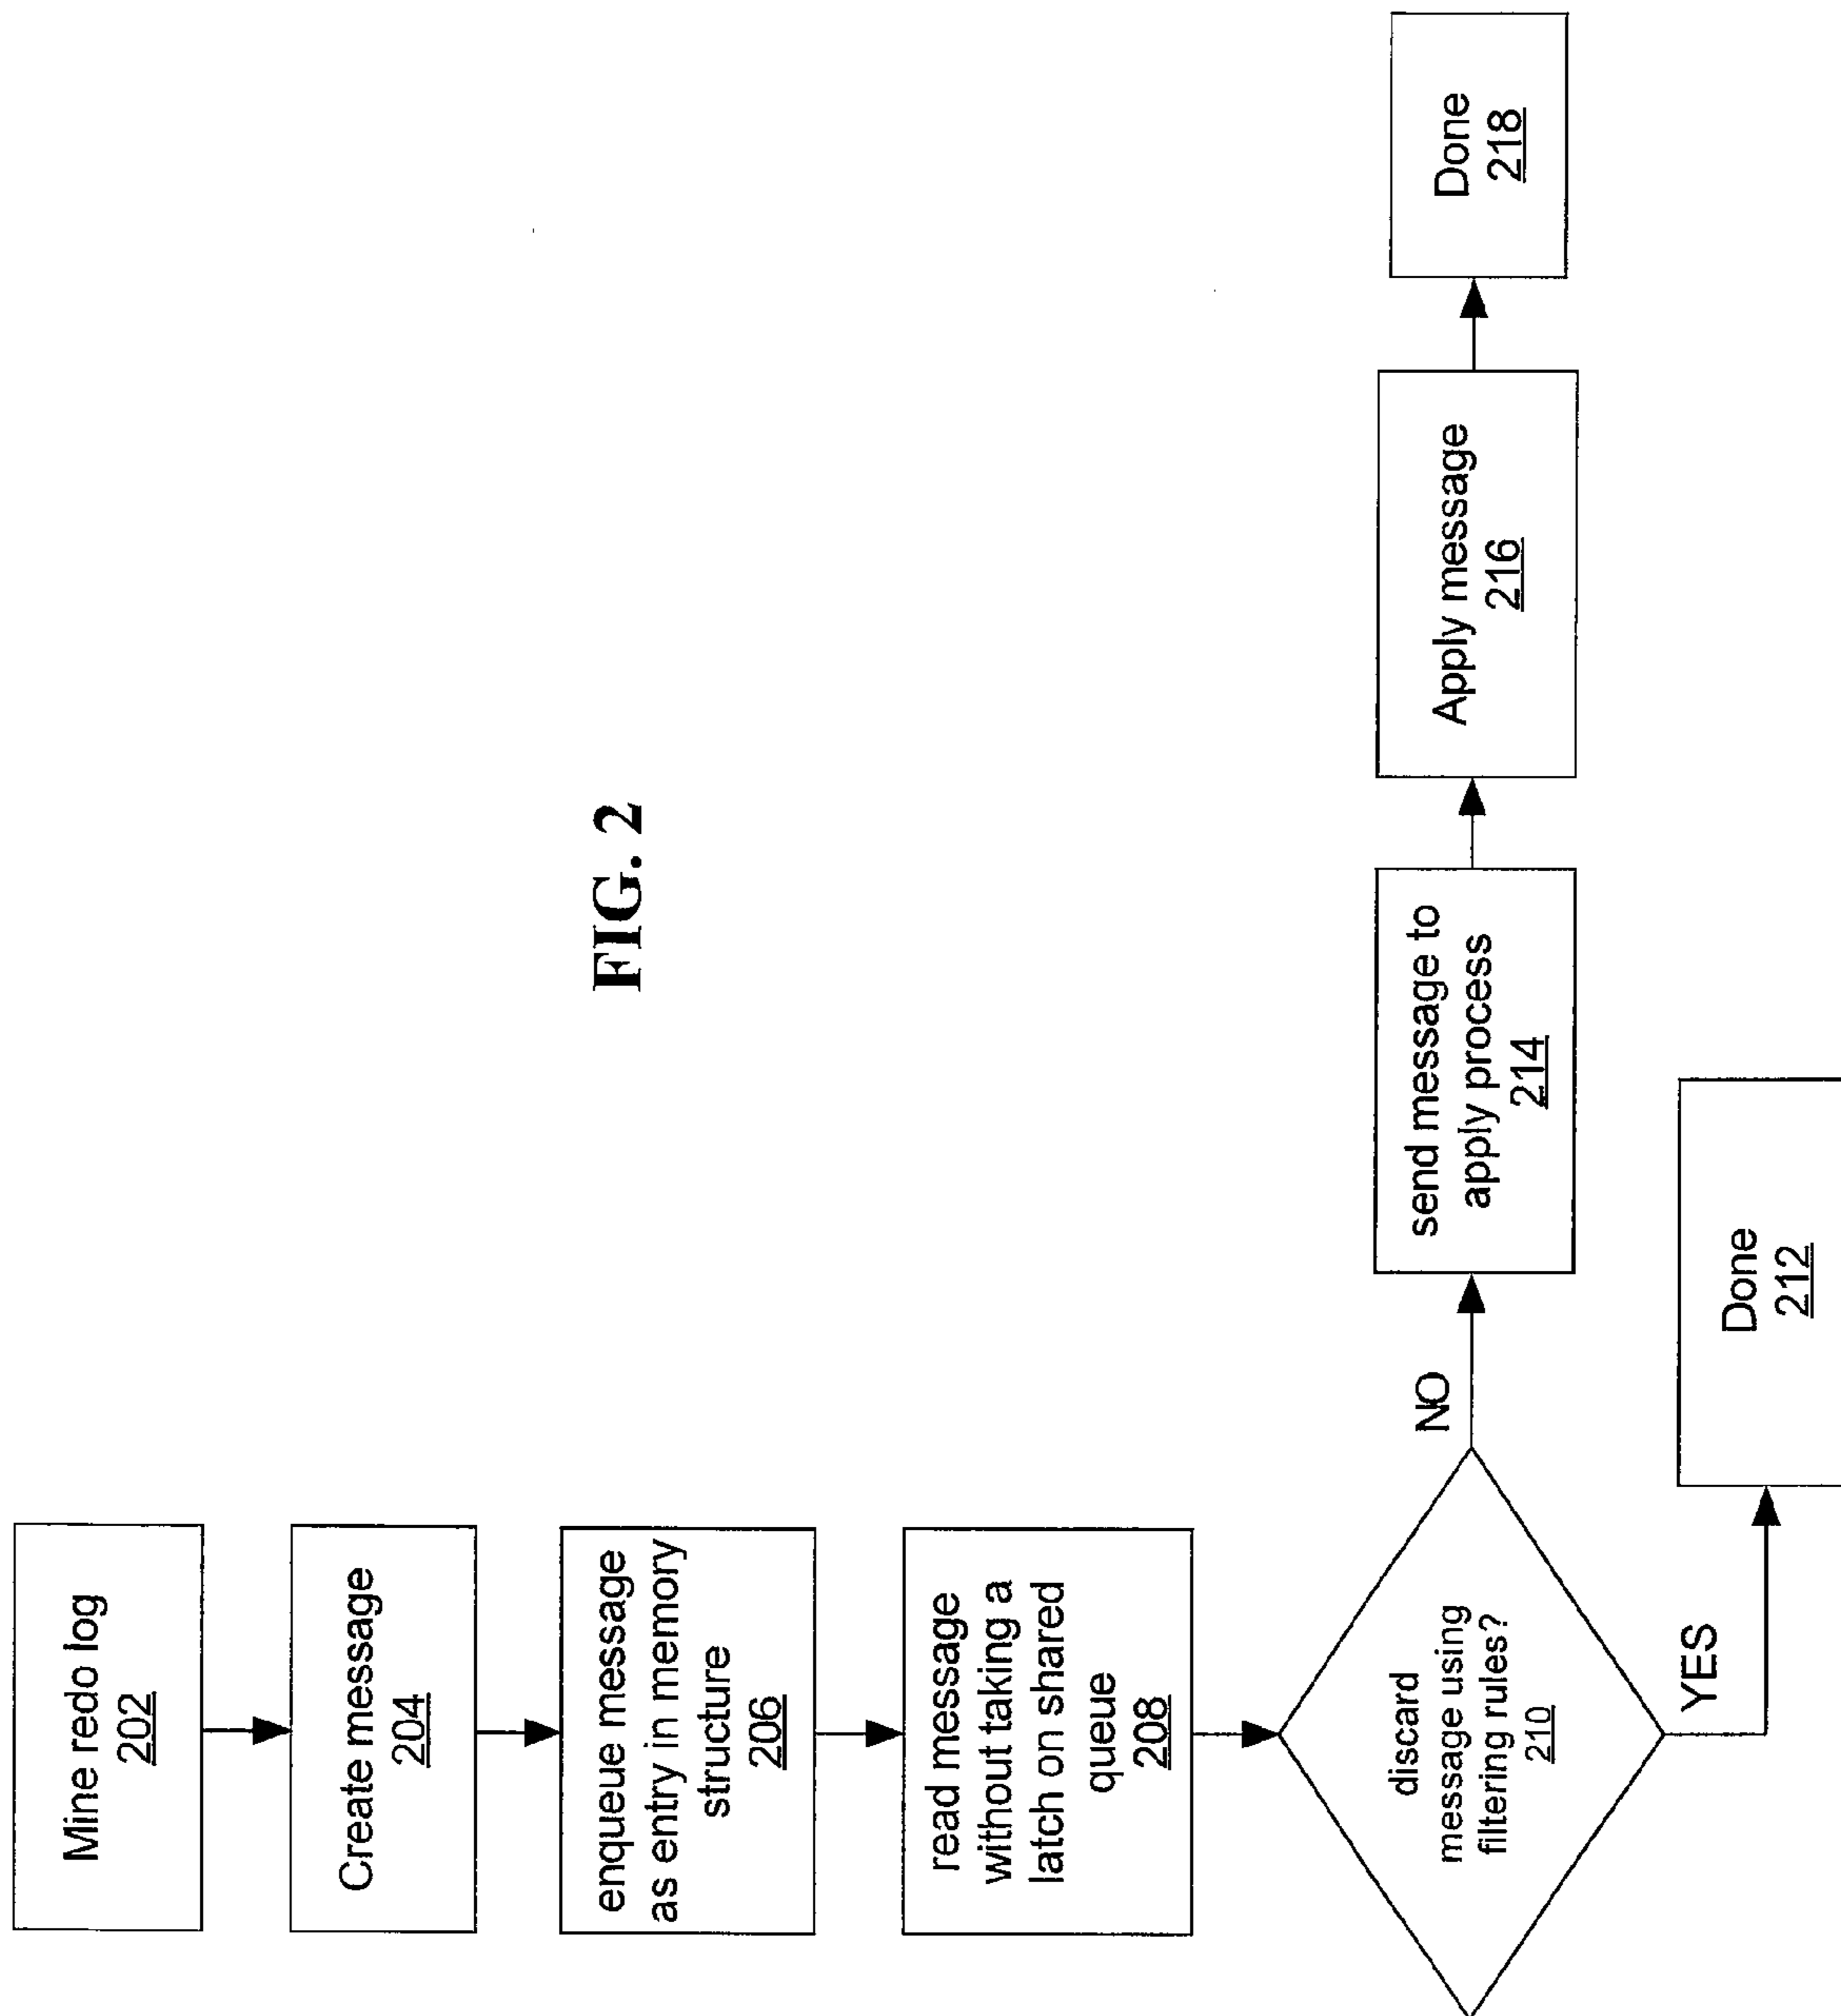 Mine redo log
202
Create message
204
enqueue message
as entry in memory
structure
206
read message
without taking a
latch on shared
queue
208
discard
message using
filtering rules?
210
NO
YES
Done
212
send message to
apply process
214
Apply message
216
Done
218
FIG. 2